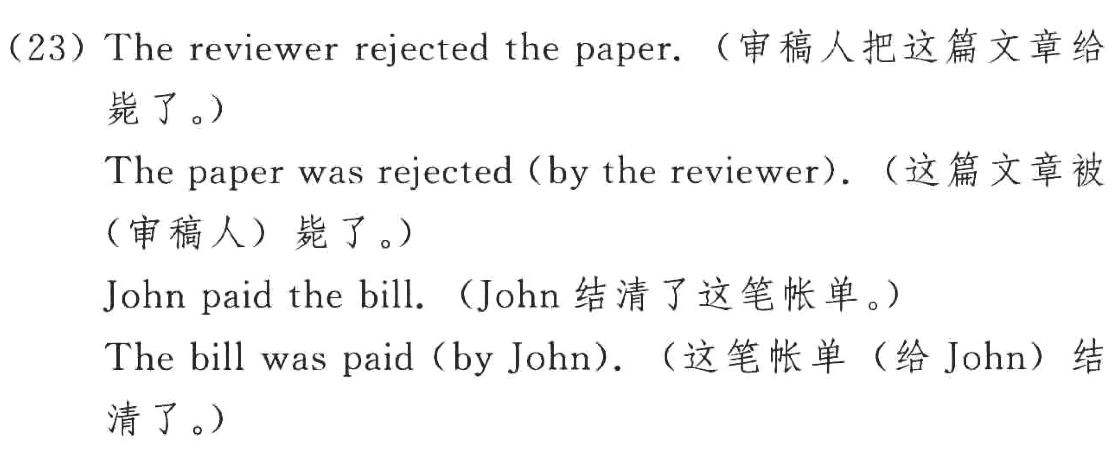 (23) The reviewer rejected the paper. (审稿人把这篇文章给
毙了。)
The paper was rejected (by the reviewer). (这篇文章被
(审稿人) 毙了。)
John paid the bill. (John 结清了这笔帐单。)
The bill was paid (by John). (这笔帐单 (给 John) 结
清了。)